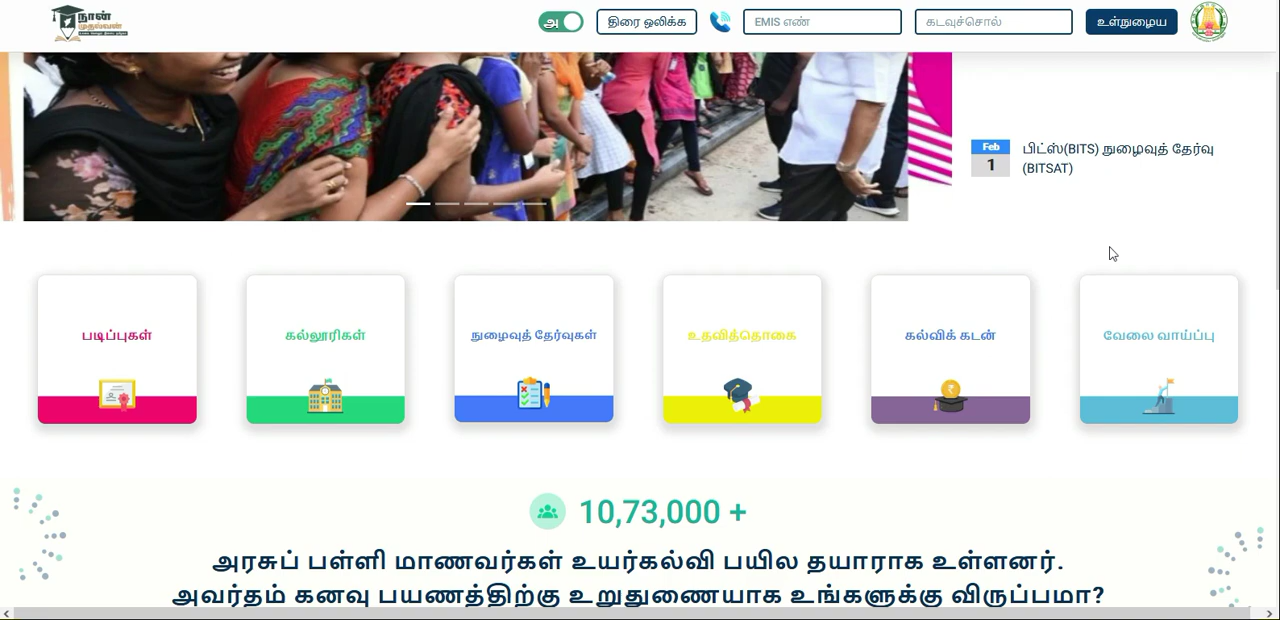 நான்
முதல்வன்
அ
திரை ஒலிக்க
EMIS எண்
கடவுச்சொல்
உள்நுழைய
Feb
1
பிட்ஸ்(BITS) நுழைவுத் தேர்வு
(BITSAT)
படிப்புகள்
கல்லூரிகள்
நுழைவுத் தேர்வுகள்
உதவித்தொகை
கல்விக் கடன்
வேலை வாய்ப்பு
10,73,000 +
அரசுப் பள்ளி மாணவர்கள் உயர்கல்வி பயில தயாராக உள்ளனர்.
அவர்தம் கனவு பயணத்திற்கு உறுதுணையாக உங்களுக்கு விருப்பமா?